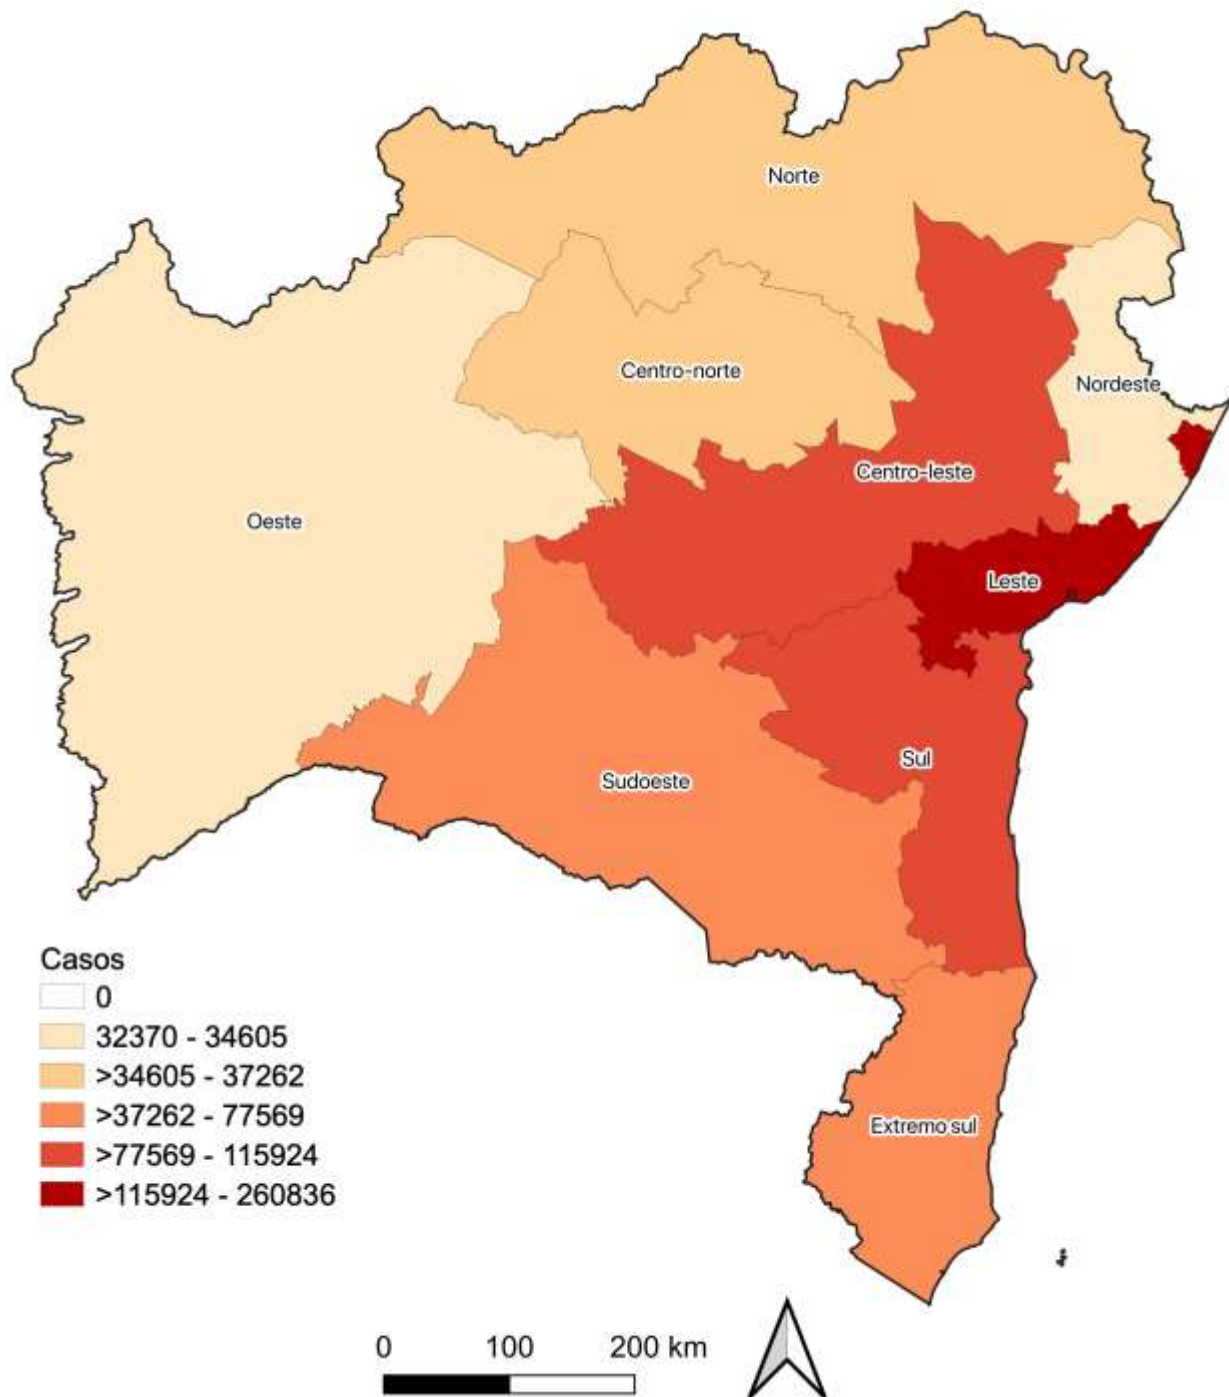 Norte
Centro-norte
Nordeste
Centro-leste
Oeste
Leste
Sul
Sudoeste
Extremo sul
Casos
0
32370 - 34605
>34605 - 37262
>37262 - 77569
>77569 - 115924
>115924 - 260836
0 100 200 km